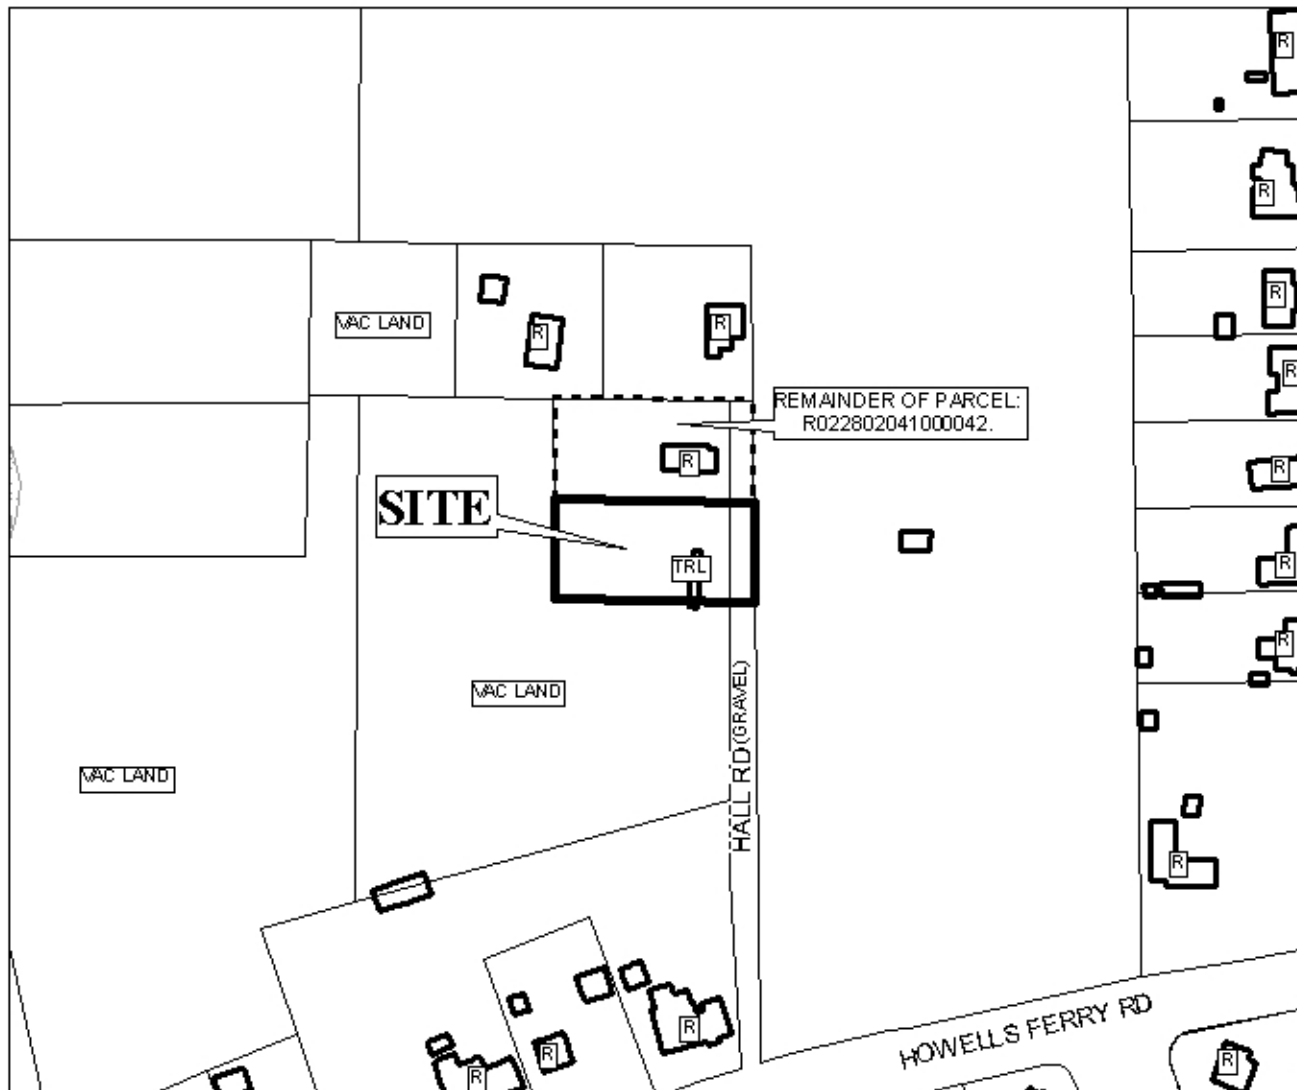 R
R
VAC LAND
R
R
R
R
REMAINDER OF PARCEL:
R022802041000042.
R
R
SITE
TRL
R
R
VAC LAND
HALL RD (GRAVEL)
VAC LAND
R
HOWELLS FERRY RD
R
R
R
R